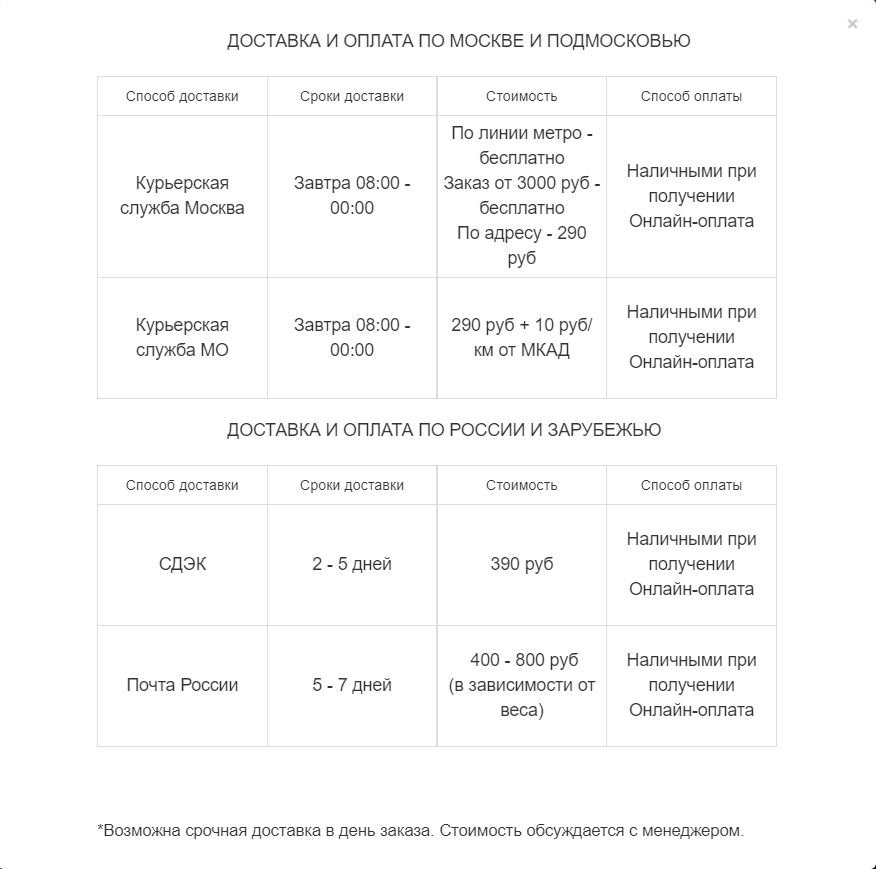 ДОСТАВКА И ОПЛАТА ПО МОСКВЕ И ПОДМОСКОВЬЮ
Способ доставки
Сроки доставки
Стоимость
Способ оплаты
Курьерская
служба Москва
Завтра 08:00 -
00:00
По линии метро -
бесплатно
Заказ от 3000 руб -
бесплатно
По адресу - 290
руб
Наличными при
получении
Онлайн-оплата
Курьерская
служба МО
Завтра 08:00 -
00:00
290 руб + 10 руб/
км от МКАД
Наличными при
получении
Онлайн-оплата
ДОСТАВКА И ОПЛАТА ПО РОССИИ И ЗАРУБЕЖЬЮ
Способ доставки
Сроки доставки
Стоимость
Способ оплаты
СДЭК
2 - 5 дней
390 руб
Наличными при
получении
Онлайн-оплата
Почта России
5 - 7 дней
400 - 800 руб
(в зависимости от
веса)
Наличными при
получении
Онлайн-оплата
*Возможна срочная доставка в день заказа. Стоимость обсуждается с менеджером.